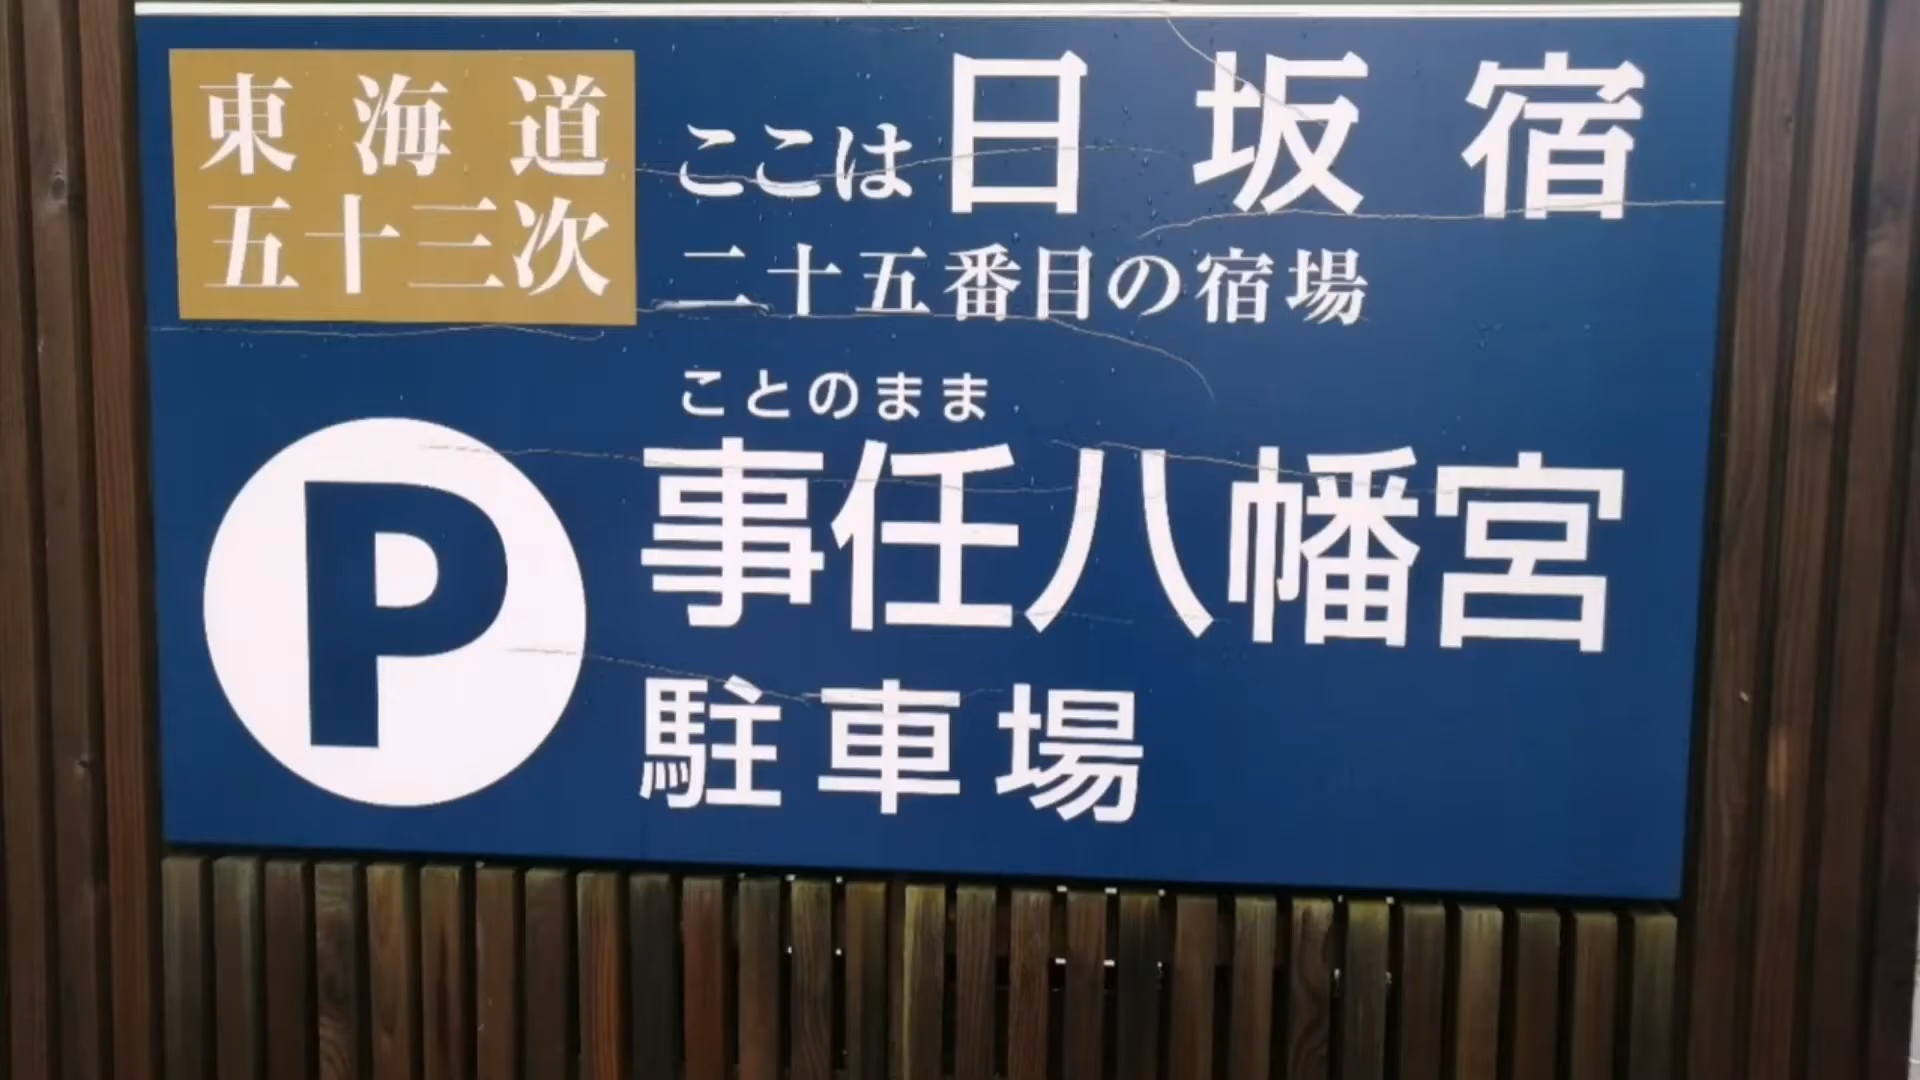 東海道
五十三次
ここは日坂宿
二十五番目の宿場
P
ことのまま
事任八幡宮
駐車場